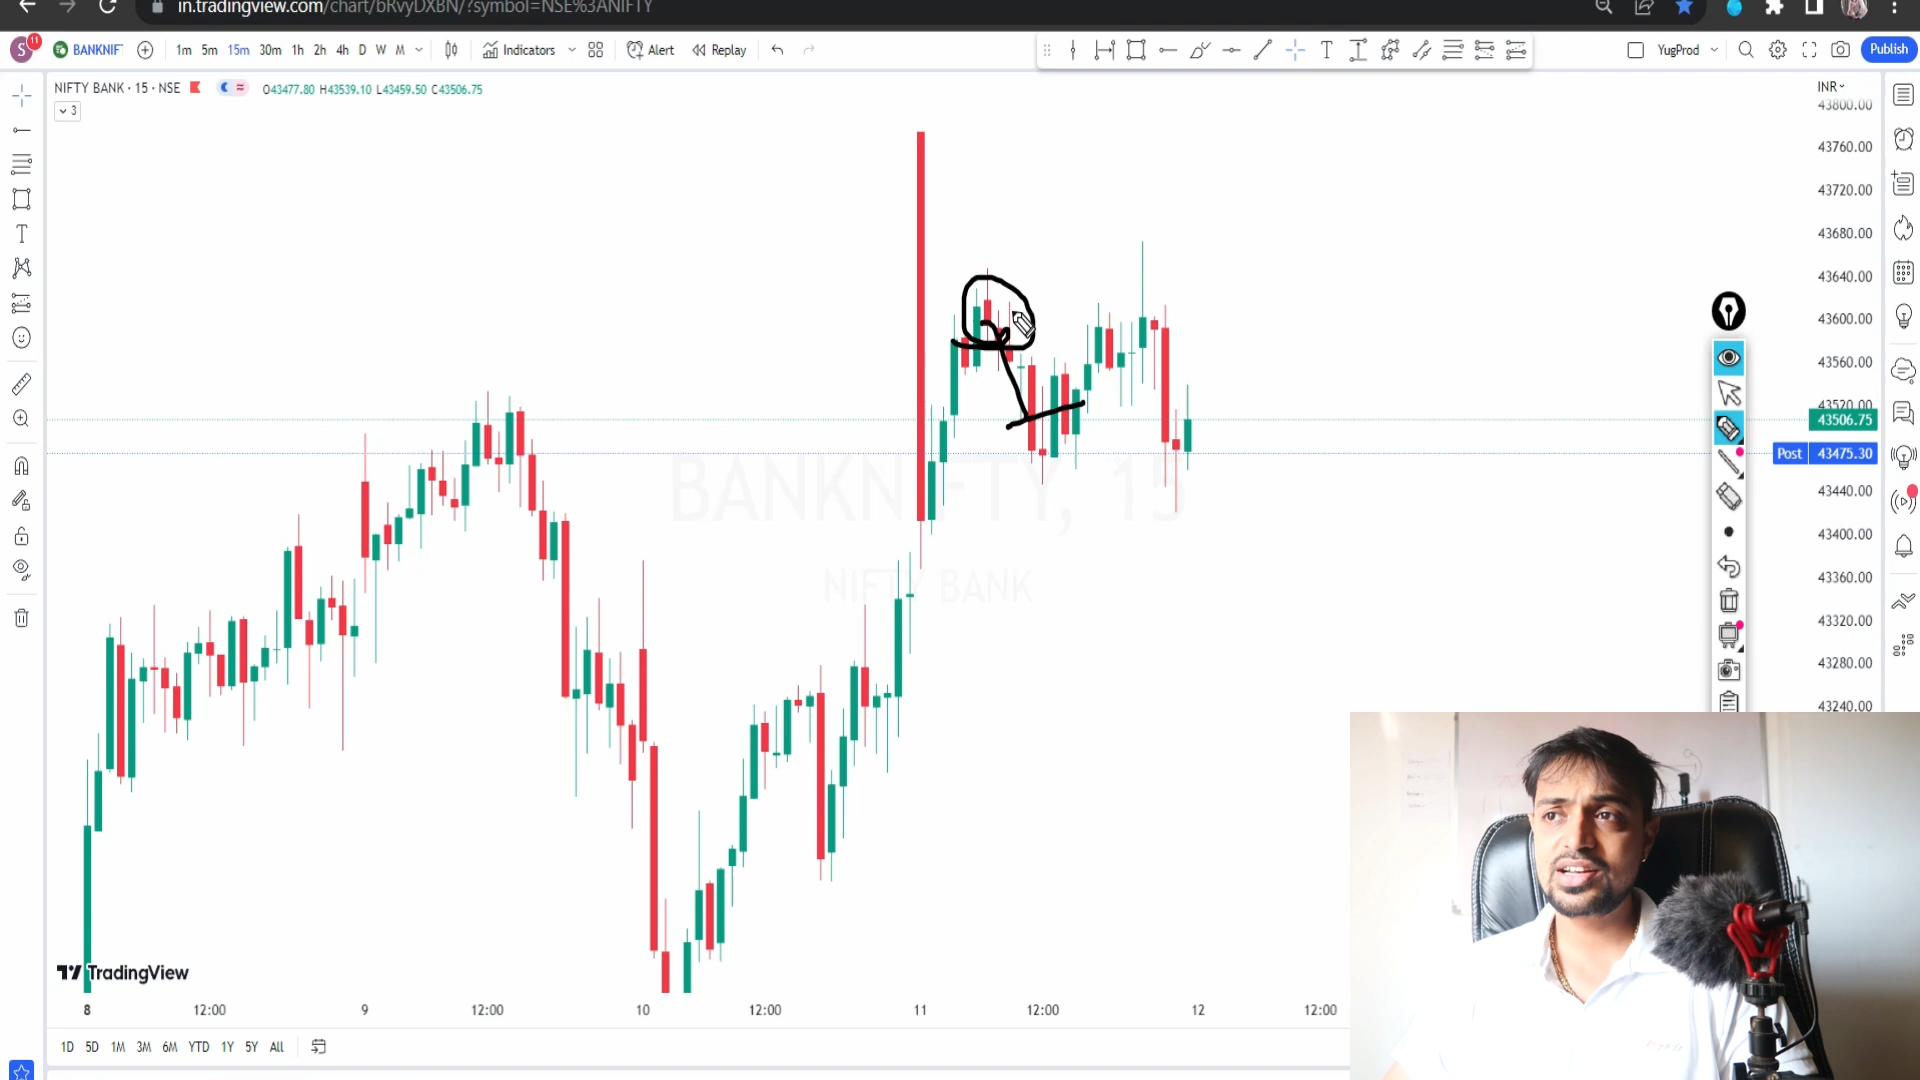 in.tradingview.com/chart/bRvyDXBN/?symbol=NSE%3ANIFTY
S 11 BANKNIF 1m 5m 15m 30m 1h 2h 4h D W M Indicators Alert Replay YugProd Publish
NIFTY BANK · 15 · NSE O43477.80 H43539.10 L43459.50 C43506.75
INR
3
43800.00
43760.00
43720.00
43680.00
43640.00
43600.00
43560.00
43520.00
43506.75
Post 43475.30
43440.00
43400.00
43360.00
43320.00
43280.00
43240.00
BANKNIFTY, 15
NIFTY BANK
TradingView
8 12:00 9 12:00 10 12:00 11 12:00 12 12:00
1D 5D 1M 3M 6M YTD 1Y 5Y All